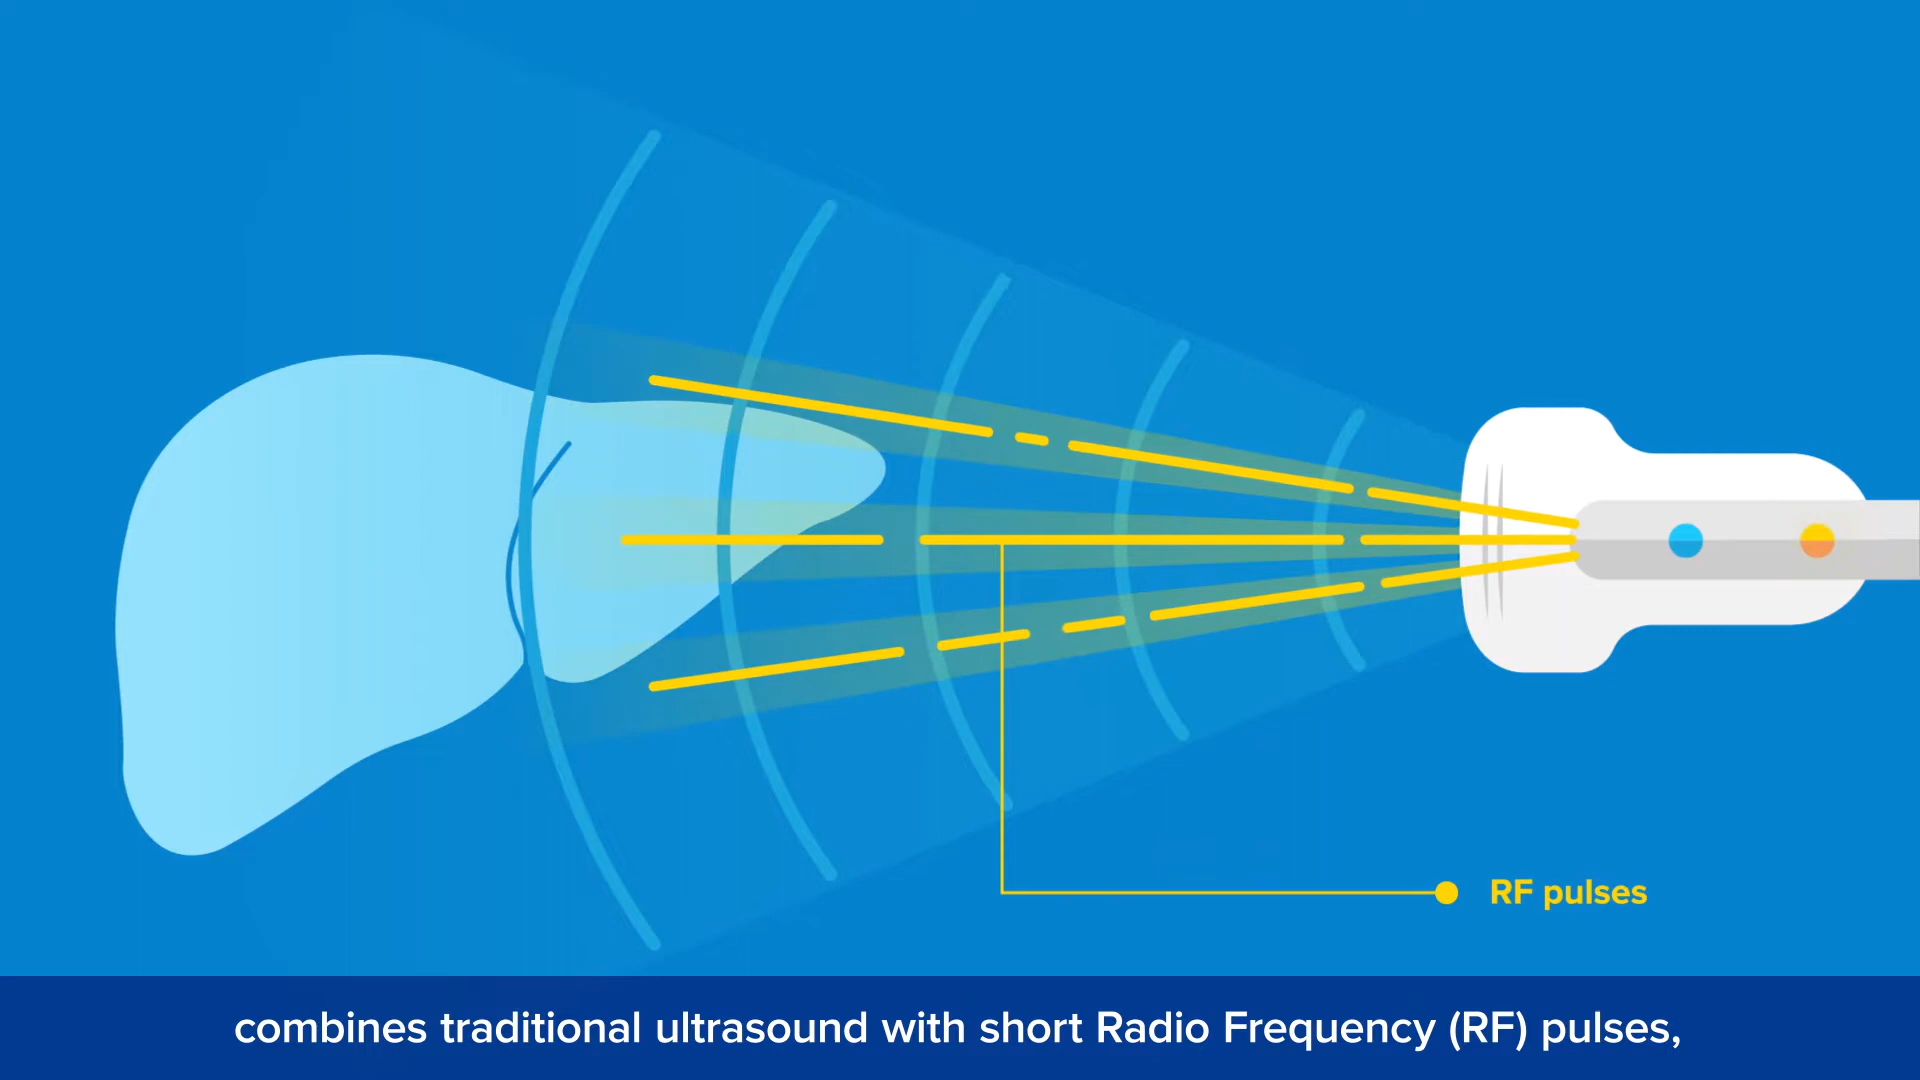 RF pulses
combines traditional ultrasound with short Radio Frequency (RF) pulses,